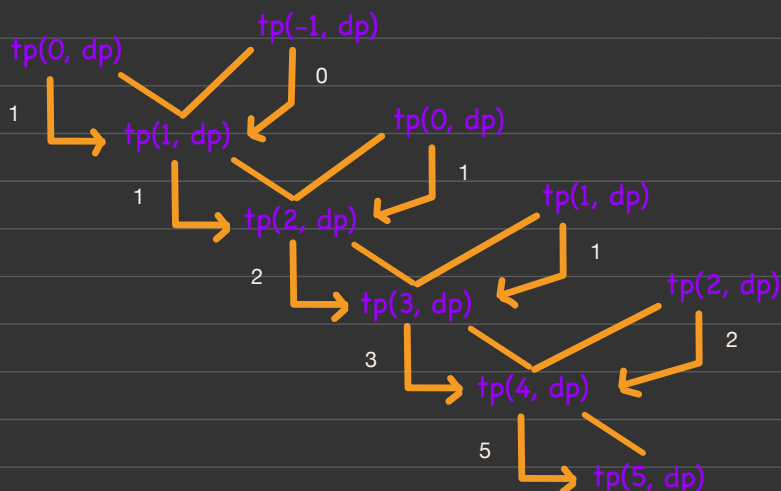 tp(-1, dp)
tp(0, dp)
0
1
tp(1, dp)
tp(0, dp)
1
1
tp(2, dp)
tp(1, dp)
1
2
tp(3, dp)
tp(2, dp)
2
3
tp(4, dp)
5
tp(5, dp)